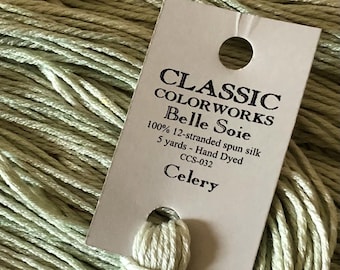 CLASSIC
COLORWORKS
Belle Soie
100% 12-stranded spun silk
5 yards - Hand Dyed
CCS-032
Celery